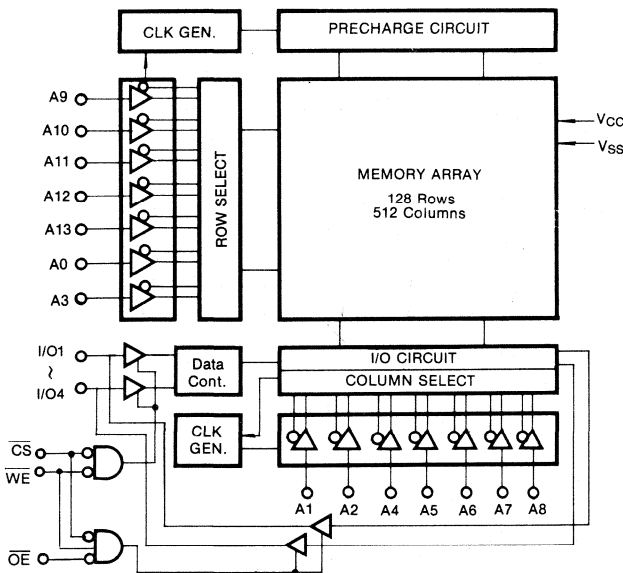 CLK GEN.
PRECHARGE CIRCUIT
A9
A10
A11
A12
A13
A0
A3
ROW SELECT
MEMORY ARRAY
128 Rows
512 Columns
VCC
VSS
I/O1
~
I/O4
Data
Cont.
I/O CIRCUIT
COLUMN SELECT
CLK
GEN.
CS
WE
OE
A1 A2 A4 A5 A6 A7 A8